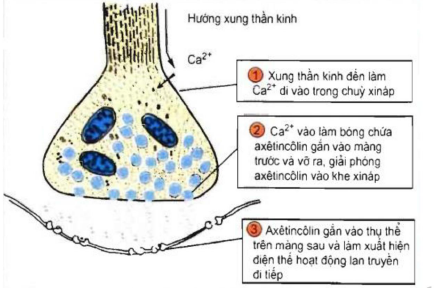 Hướng xung thần kinh
Ca²⁺
1 Xung thần kinh đến làm
Ca²⁺ đi vào trong chuỳ xináp
2 Ca²⁺ vào làm bóng chứa
axêtincôlin gắn vào màng
trước và vỡ ra, giải phóng
axêtincôlin vào khe xináp
3 Axêtincôlin gắn vào thụ thể
trên màng sau và làm xuất hiện
điện thế hoạt động lan truyền
đi tiếp